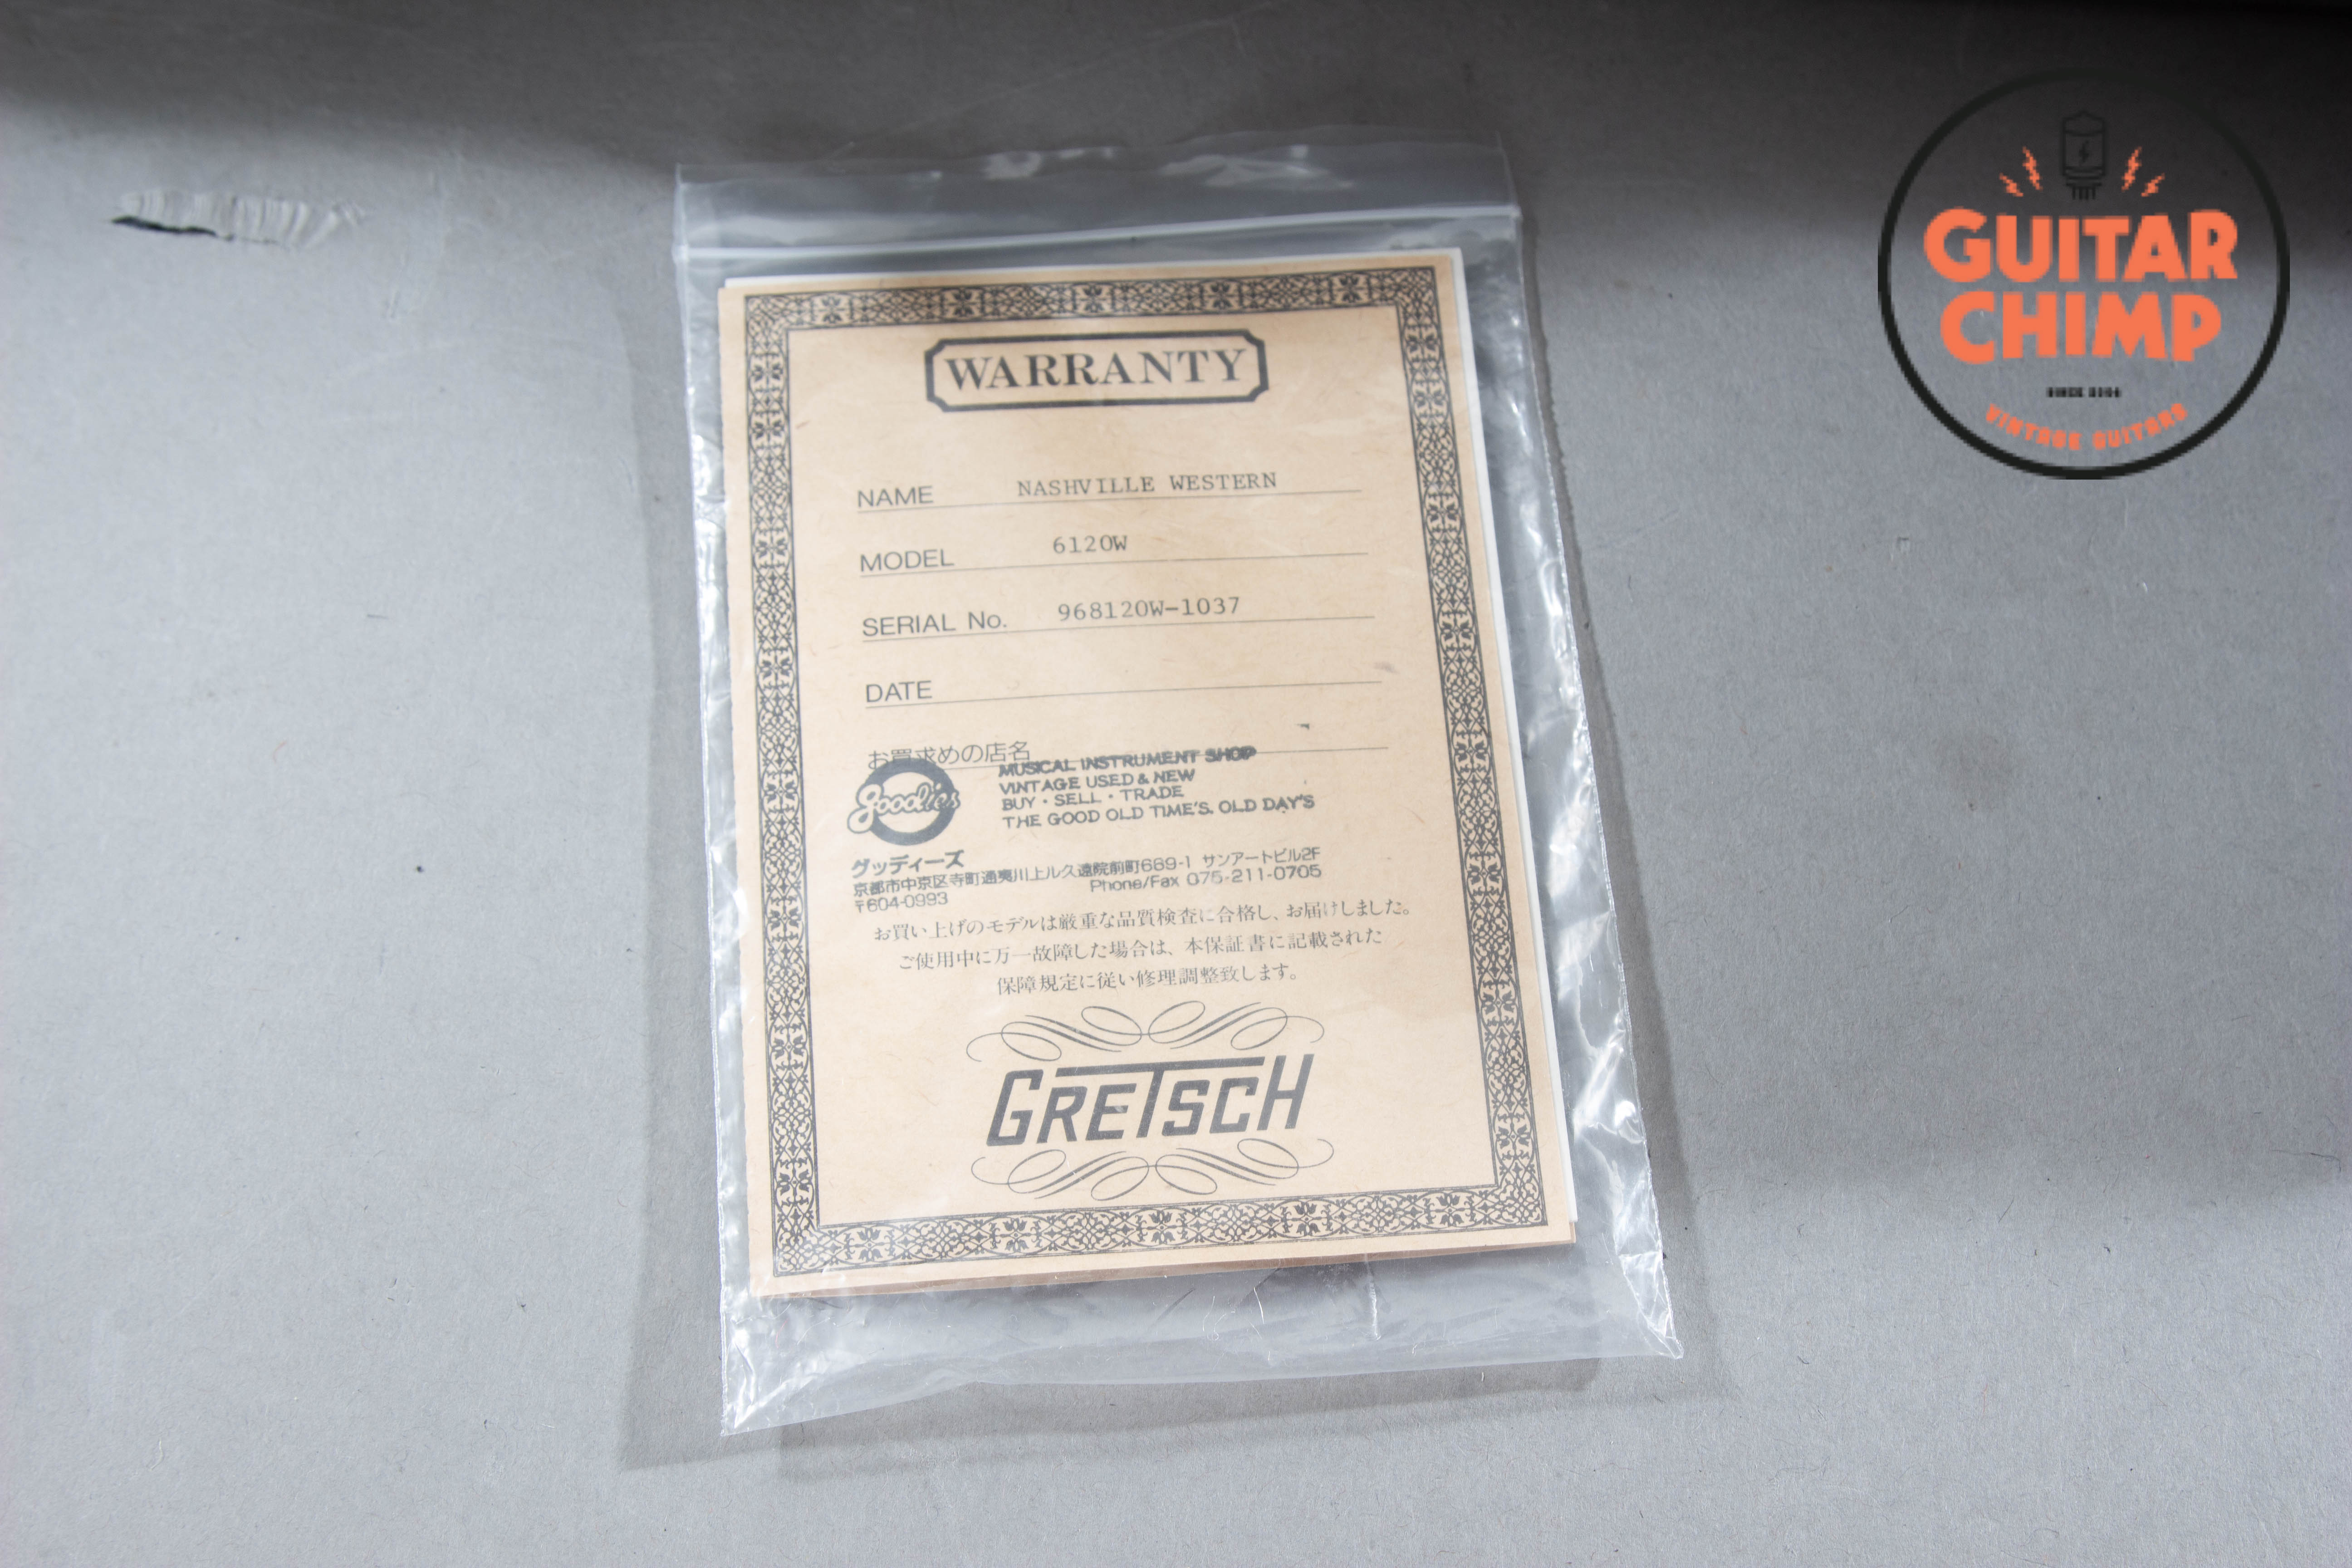 WARRANTY
NAME NASHVILLE WESTERN
MODEL 6120W
SERIAL No. 968120W-1037
DATE
お買求めの店名
gooodies
MUSICAL INSTRUMENT SHOP
VINTAGE USED & NEW
BUY・SELL・TRADE
THE GOOD OLD TIME'S. OLD DAY'S
グッディーズ
京都市中京区寺町通夷川上ル久遠院前町669-1 サンアートビル2F
〒604-0993 Phone/Fax 075-211-0705
お買い上げのモデルは厳重な品質検査に合格し、お届けしました。
ご使用中に万一故障した場合は、本保証書に記載された
保障規定に従い修理調整致します。
GRETSCH
GUITAR
CHIMP
SINCE
VINTAGE GUITARS